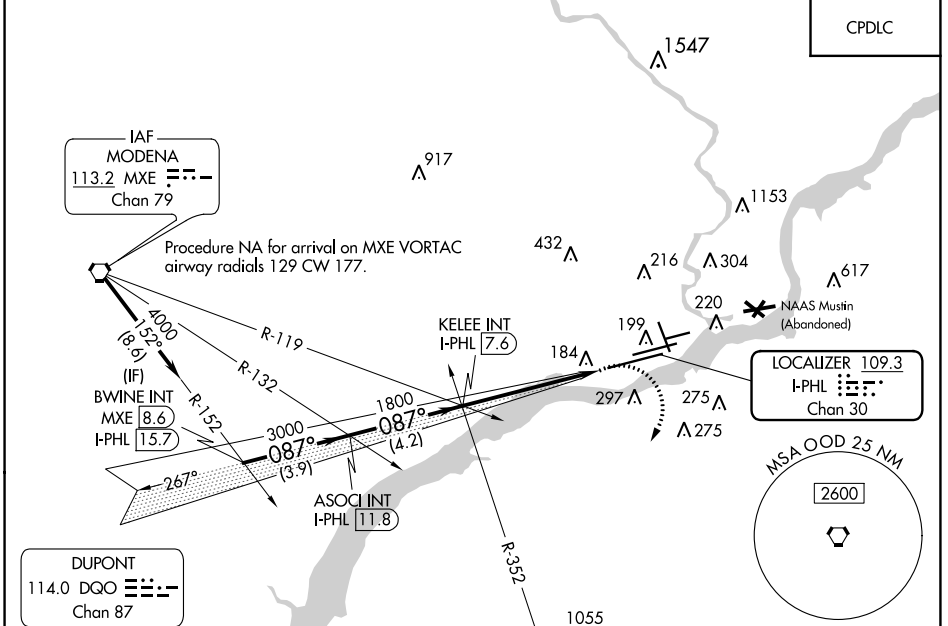 CPDLC
1547
IAF
MODENA
113.2 MXE
Chan 79
917
1153
Procedure NA for arrival on MXE VORTAC
airway radials 129 CW 177.
432
216
304
617
220
NAAS Mustin
(Abandoned)
4000
152°
(8.6)
(IF)
R-119
R-132
R-152
KELEE INT
I-PHL 7.6
199
184
LOCALIZER 109.3
I-PHL
Chan 30
BWINE INT
MXE 8.6
I-PHL 15.7
1800
087°
(4.2)
3000
087°
(3.9)
297
275
275
267°
ASOCI INT
I-PHL 11.8
MSA OOD 25 NM
2600
R-352
DUPONT
114.0 DQO
Chan 87
1055